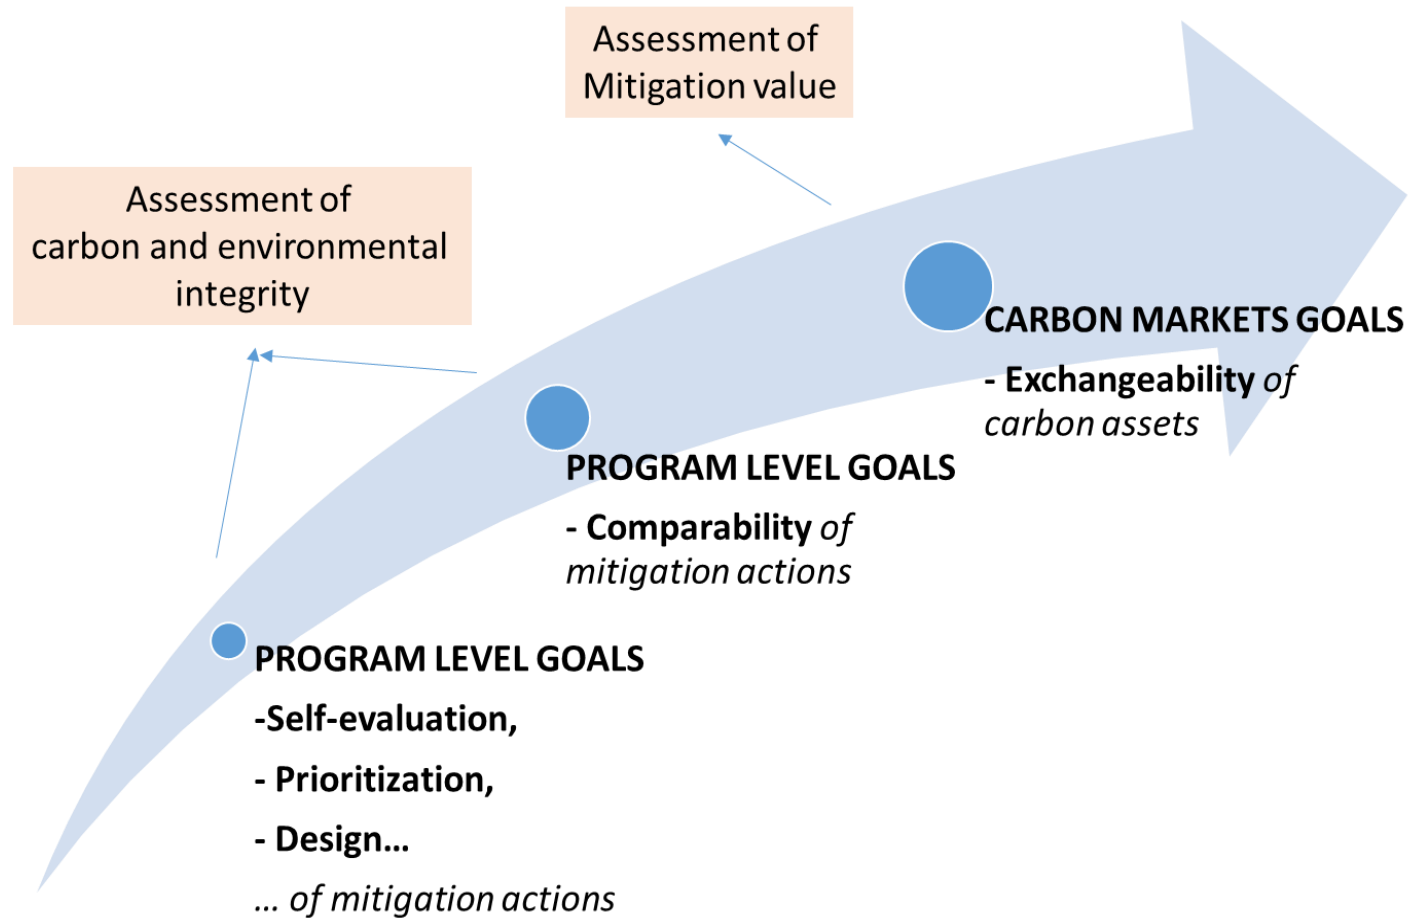 Assessment of
Mitigation value
Assessment of
carbon and environmental
integrity
CARBON MARKETS GOALS
- Exchangeability of
carbon assets
PROGRAM LEVEL GOALS
- Comparability of
mitigation actions
PROGRAM LEVEL GOALS
-Self-evaluation,
- Prioritization,
- Design...
... of mitigation actions